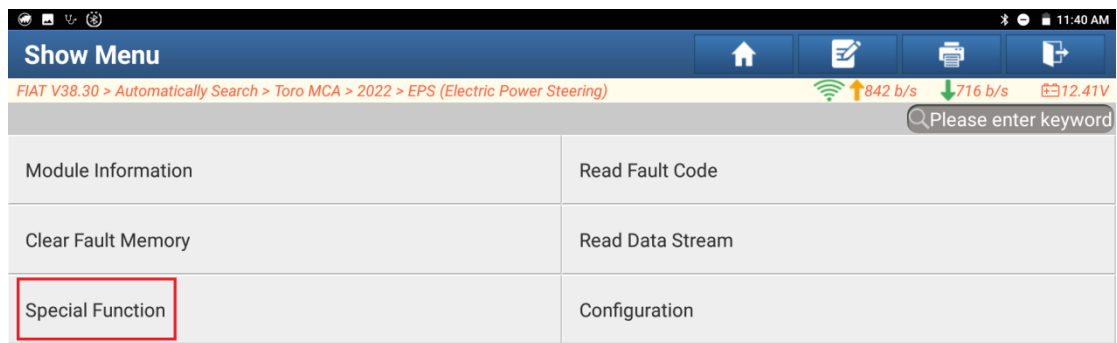 11:40 AM
Show Menu
FIAT V38.30 > Automatically Search > Toro MCA > 2022 > EPS (Electric Power Steering) 842 b/s 716 b/s 12.41V
Please enter keyword
Module Information Read Fault Code
Clear Fault Memory Read Data Stream
Special Function Configuration